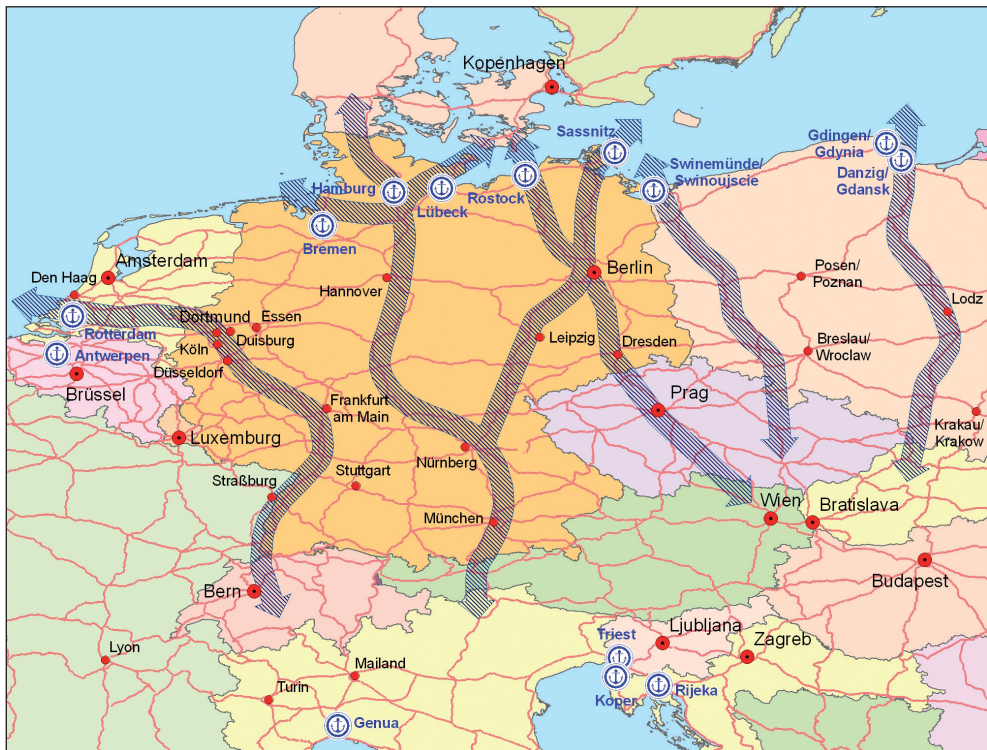 Kopenhagen
Sassnitz
Gdingen/
Gdynia
Danzig/
Gdansk
Swinemünde/
Swinoujscie
Hamburg
Lübeck
Rostock
Bremen
Amsterdam
Den Haag
Hannover
Berlin
Posen/
Poznan
Lodz
Rotterdam
Antwerpen
Dortmund
Essen
Duisburg
Köln
Düsseldorf
Leipzig
Dresden
Breslau/
Wroclaw
Brüssel
Frankfurt
am Main
Prag
Krakau/
Krakow
Luxemburg
Nürnberg
Straßburg
Stuttgart
München
Wien
Bratislava
Bern
Budapest
Triest
Ljubljana
Zagreb
Lyon
Mailand
Turin
Koper
Rijeka
Genua